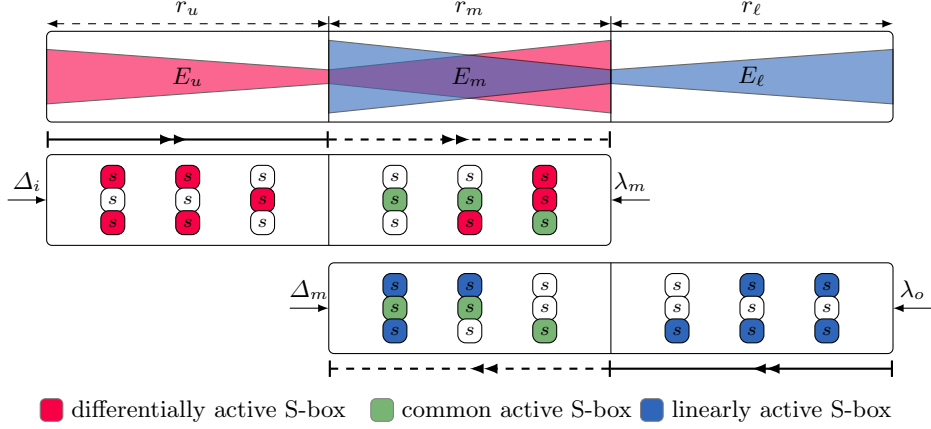 r_u r_m r_ℓ
E_u E_m E_ℓ
Δ_i s s s s s s λ_m
s s s s s s
s s s s s s
Δ_m s s s s s s λ_o
s s s s s s
s s s s s s
differentially active S-box common active S-box linearly active S-box